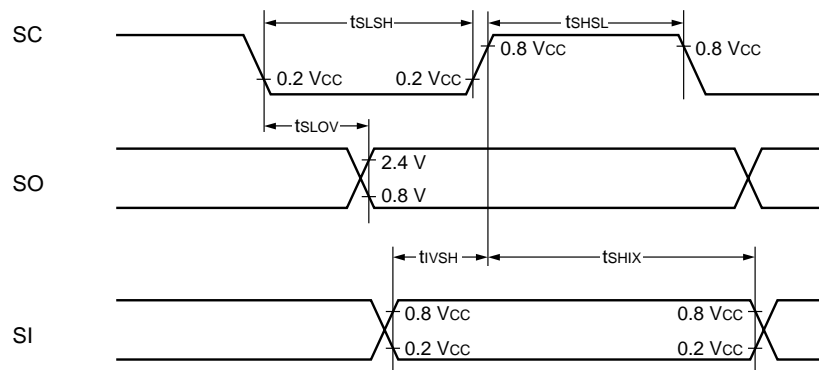 tSLSH tSHSL
SC
0.8 VCC 0.8 VCC
0.2 VCC 0.2 VCC
tSLOV
2.4 V
SO
0.8 V
tIVSH tSHIX
0.8 VCC 0.8 VCC
SI
0.2 VCC 0.2 VCC